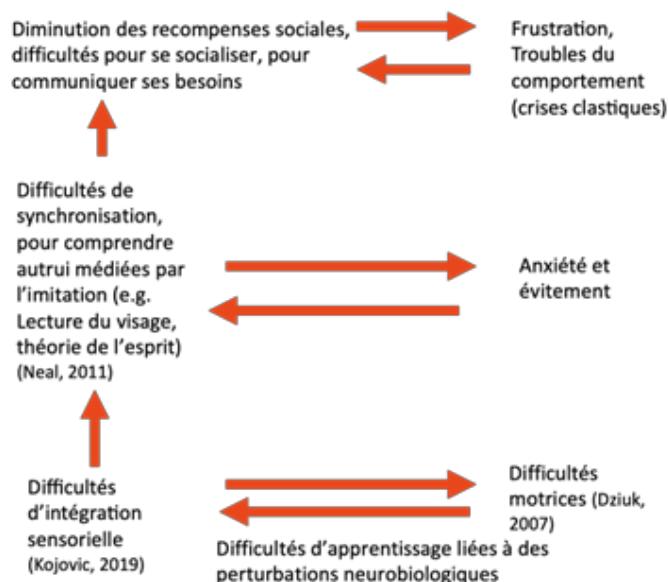 Diminution des recompenses sociales,
difficultés pour se socialiser, pour
communiquer ses besoins
Frustration,
Troubles du
comportement
(crises clastiques)
Difficultés de
synchronisation,
pour comprendre
autrui médiées par
l'imitation (e.g.
Lecture du visage,
théorie de l'esprit)
(Neal, 2011)
Anxiété et
évitement
Difficultés
d'intégration
sensorielle
(Kojovic, 2019)
Difficultés
motrices (Dziuk,
2007)
Difficultés d'apprentissage liées à des
perturbations neurobiologiques